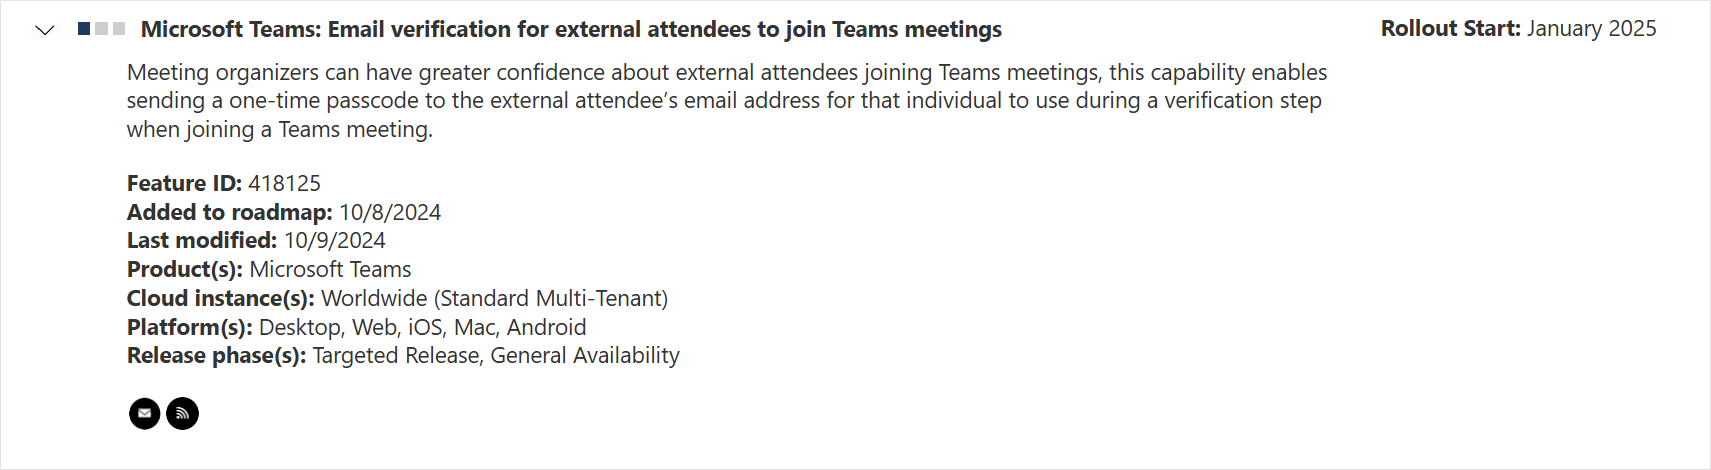 Microsoft Teams: Email verification for external attendees to join Teams meetings
Rollout Start: January 2025
Meeting organizers can have greater confidence about external attendees joining Teams meetings, this capability enables
sending a one-time passcode to the external attendee’s email address for that individual to use during a verification step
when joining a Teams meeting.
Feature ID: 418125
Added to roadmap: 10/8/2024
Last modified: 10/9/2024
Product(s): Microsoft Teams
Cloud instance(s): Worldwide (Standard Multi-Tenant)
Platform(s): Desktop, Web, iOS, Mac, Android
Release phase(s): Targeted Release, General Availability